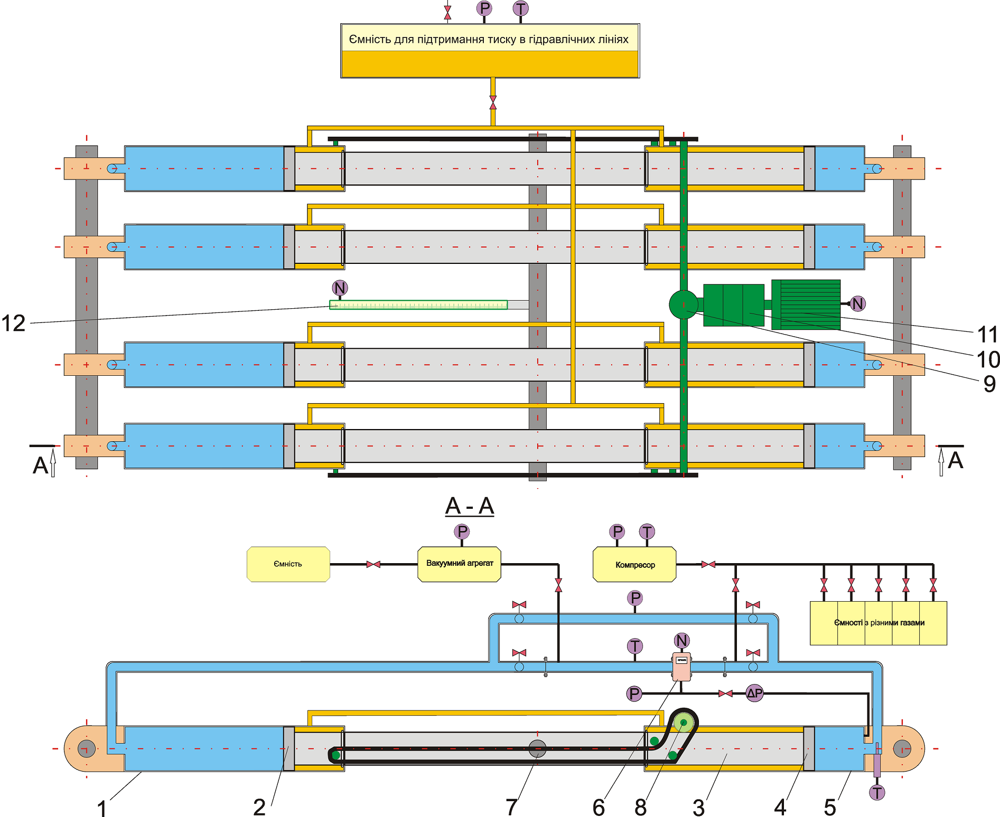 P T
Ємність для підтримання тиску в гідравлічних лініях
N
N
12
11
10
9
A A
A - A
P P T
Ємність
Вакуумний агрегат
Компресор
P
Ємності з різними газами
T N
P ΔP
T
1 2 7 6 8 3 4 5